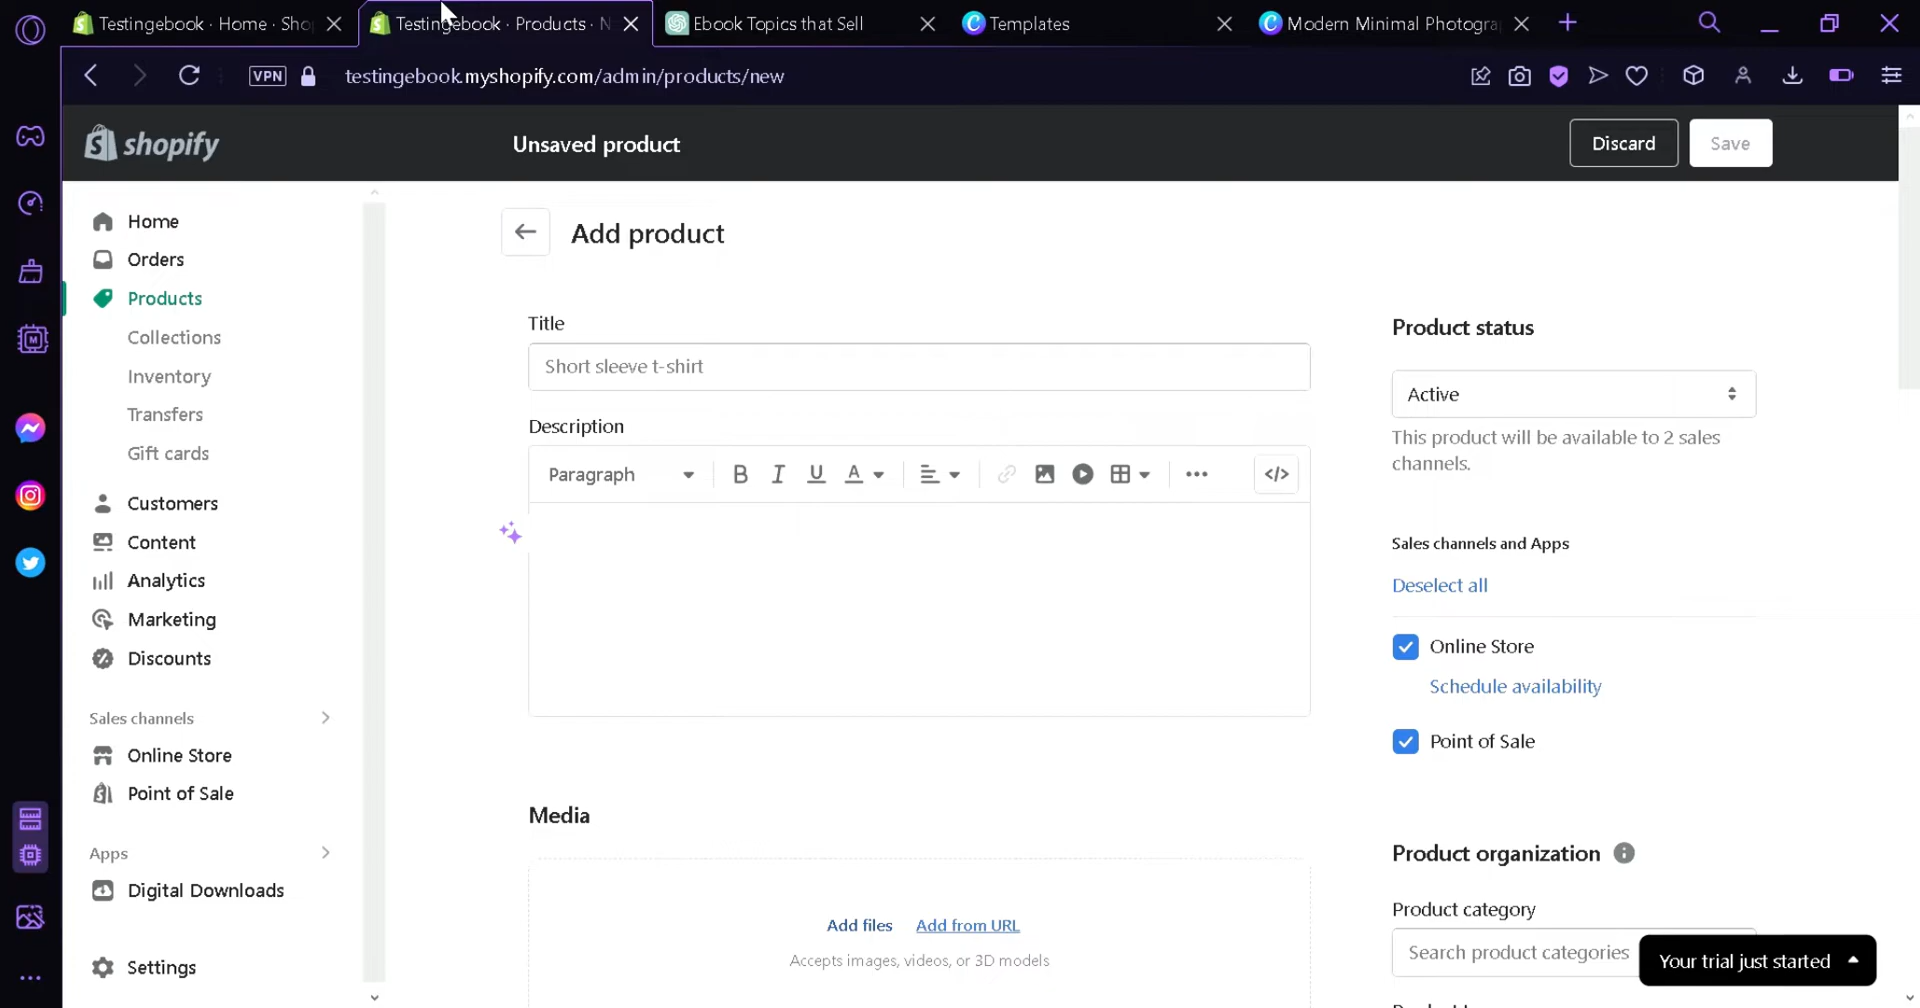 Testingebook · Home · Sho
Testingebook · Products · N
Ebook Topics that Sell
Templates
Modern Minimal Photogra
VPN
testingebook.myshopify.com/admin/products/new
shopify
Unsaved product
Discard
Save
Home
Orders
Products
Collections
Inventory
Transfers
Gift cards
Customers
Content
Analytics
Marketing
Discounts
Sales channels
Online Store
Point of Sale
Apps
Digital Downloads
Settings
Add product
Title
Short sleeve t-shirt
Description
Paragraph
B I U A
</>
Media
Add files
Add from URL
Accepts images, videos, or 3D models
Product status
Active
This product will be available to 2 sales
channels.
Sales channels and Apps
Deselect all
Online Store
Schedule availability
Point of Sale
Product organization
Product category
Search product categories
Your trial just started